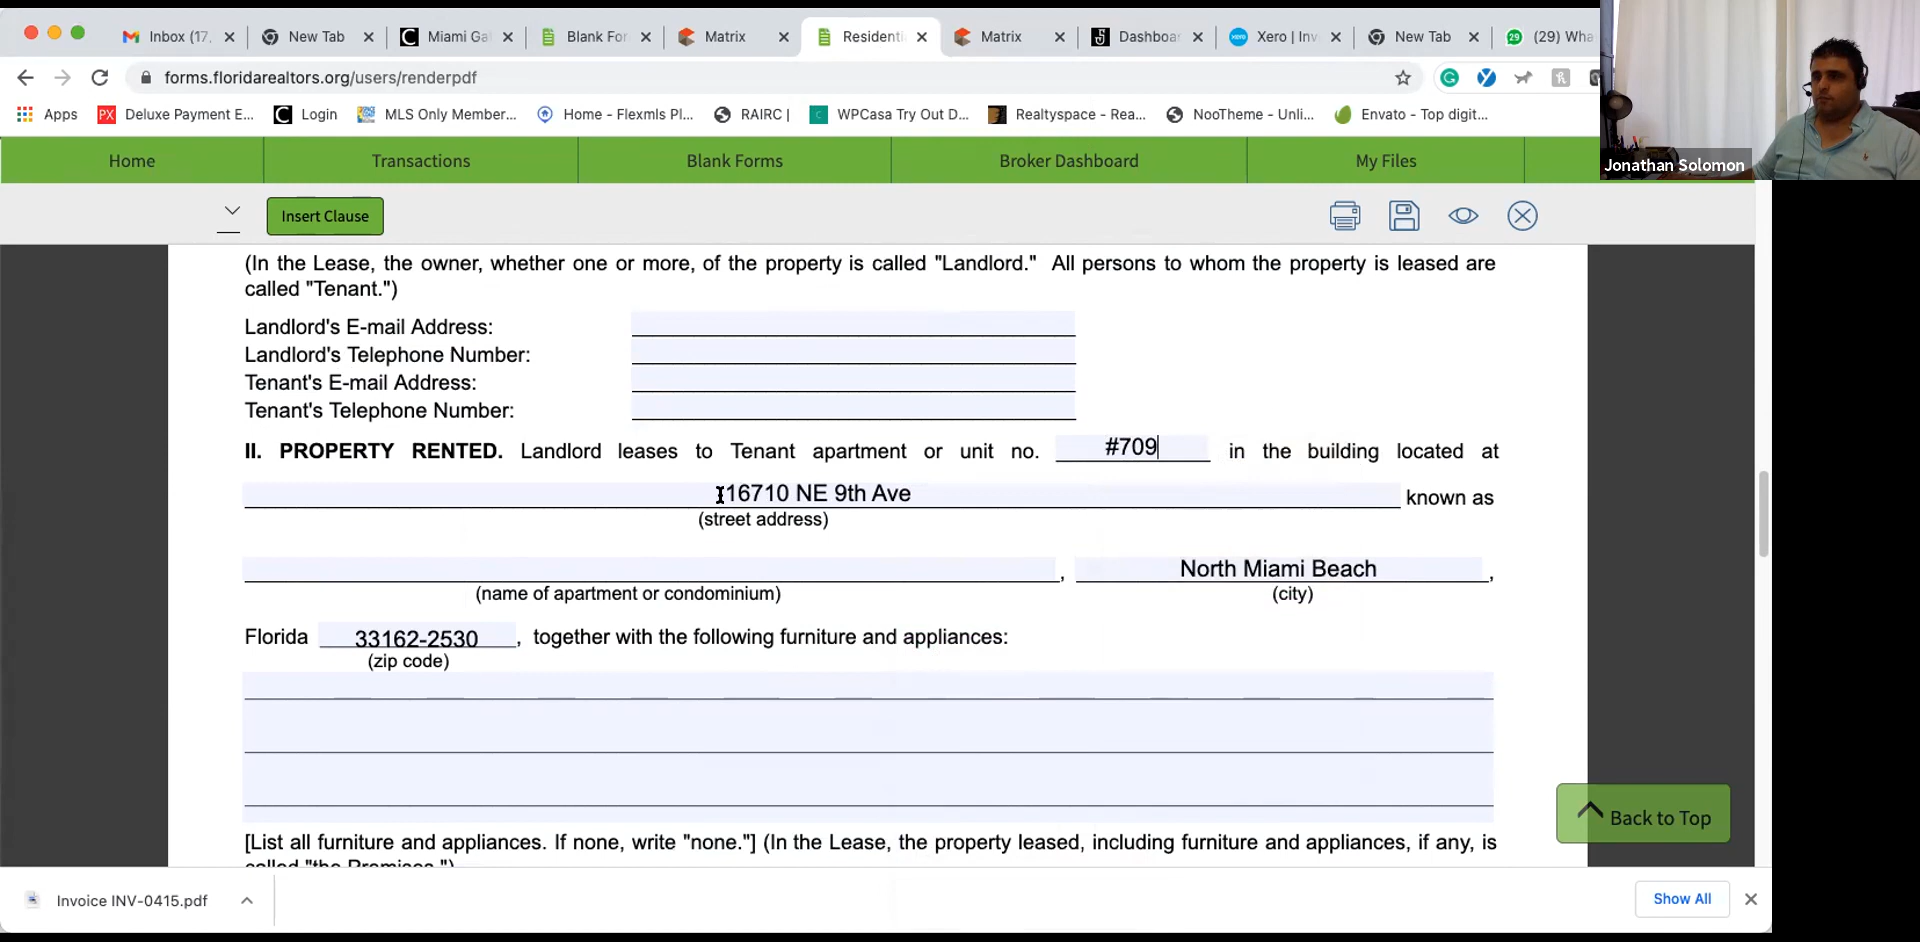 Inbox (17,
New Tab
Miami Ga
Blank For
Matrix
Residenti
Matrix
Dashboar
Xero | Inv
New Tab
29
(29) Wha
forms.floridarealtors.org/users/renderpdf
Apps
PX
Deluxe Payment E...
Login
MLS Only Member...
Home - Flexmls Pl...
RAIRC |
WPCasa Try Out D...
Realtyspace - Rea...
NooTheme - Unli...
Envato - Top digit...
Home
Transactions
Blank Forms
Broker Dashboard
My Files
Jonathan Solomon
Insert Clause
(In the Lease, the owner, whether one or more, of the property is called "Landlord." All persons to whom the property is leased are
called "Tenant.")
Landlord's E-mail Address:
Landlord's Telephone Number:
Tenant's E-mail Address:
Tenant's Telephone Number:
II. PROPERTY RENTED. Landlord leases to Tenant apartment or unit no. #709 in the building located at
16710 NE 9th Ave known as
(street address)
, North Miami Beach ,
(name of apartment or condominium) (city)
Florida 33162-2530 , together with the following furniture and appliances:
(zip code)
[List all furniture and appliances. If none, write "none."] (In the Lease, the property leased, including furniture and appliances, if any, is
called "the Premises.")
Back to Top
Invoice INV-0415.pdf
Show All